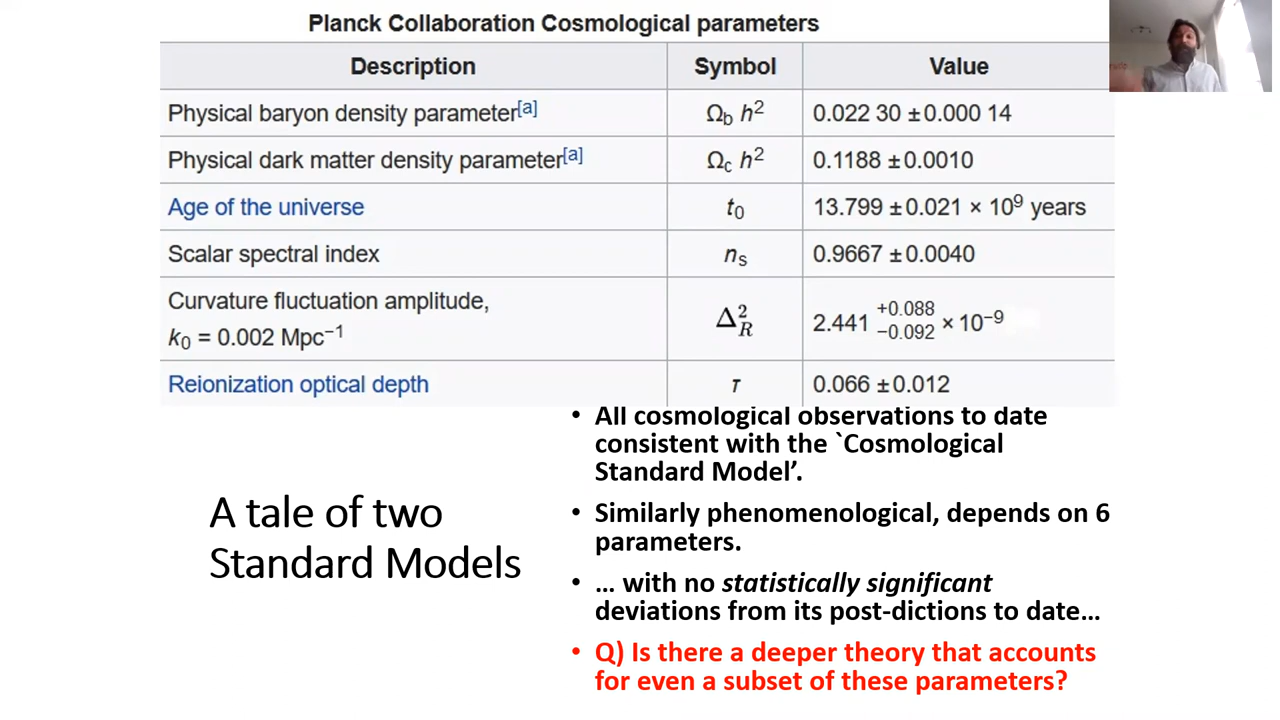 Planck Collaboration Cosmological parameters
Description Symbol Value
Physical baryon density parameter[a] Ωb h2 0.022 30 ±0.000 14
Physical dark matter density parameter[a] Ωc h2 0.1188 ±0.0010
Age of the universe t0 13.799 ±0.021 × 10⁹ years
Scalar spectral index ns 0.9667 ±0.0040
Curvature fluctuation amplitude,
k0 = 0.002 Mpc−1 Δ2R 2.441 +0.088 −0.092 × 10−9
Reionization optical depth τ 0.066 ±0.012
A tale of two
Standard Models
• All cosmological observations to date
consistent with the `Cosmological
Standard Model’.
• Similarly phenomenological, depends on 6
parameters.
• … with no statistically significant
deviations from its post-dictions to date…
• Q) Is there a deeper theory that accounts
for even a subset of these parameters?